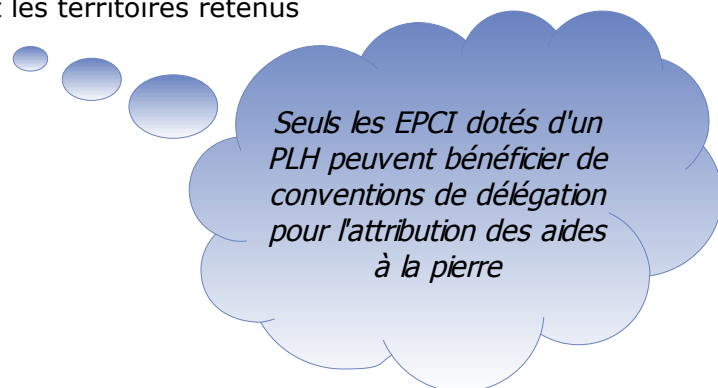 t les territoires retenus
Seuls les EPCI dotés d'un
PLH peuvent bénéficier de
conventions de délégation
pour l'attribution des aides
à la pierre